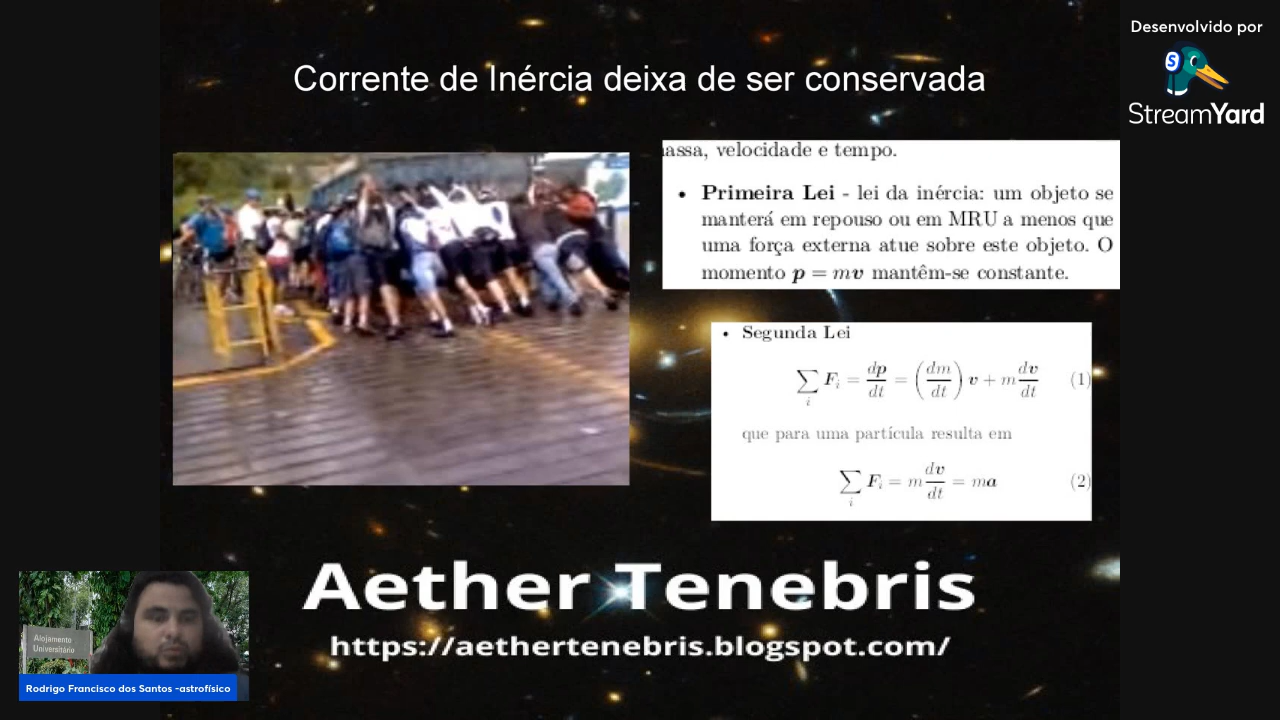 Desenvolvido por
StreamYard
Corrente de Inércia deixa de ser conservada
assa, velocidade e tempo.
• Primeira Lei - lei da inércia: um objeto se
manterá em repouso ou em MRU a menos que
uma força externa atue sobre este objeto. O
momento p = mv mantêm-se constante.
• Segunda Lei
∑_i F_i = dp/dt = (dm/dt) v + m dv/dt (1)
que para uma partícula resulta em
∑_i F_i = m dv/dt = ma (2)
Aether Tenebris
https://aethertenebris.blogspot.com/
Alojamento
Universitário
Rodrigo Francisco dos Santos -astrofísico